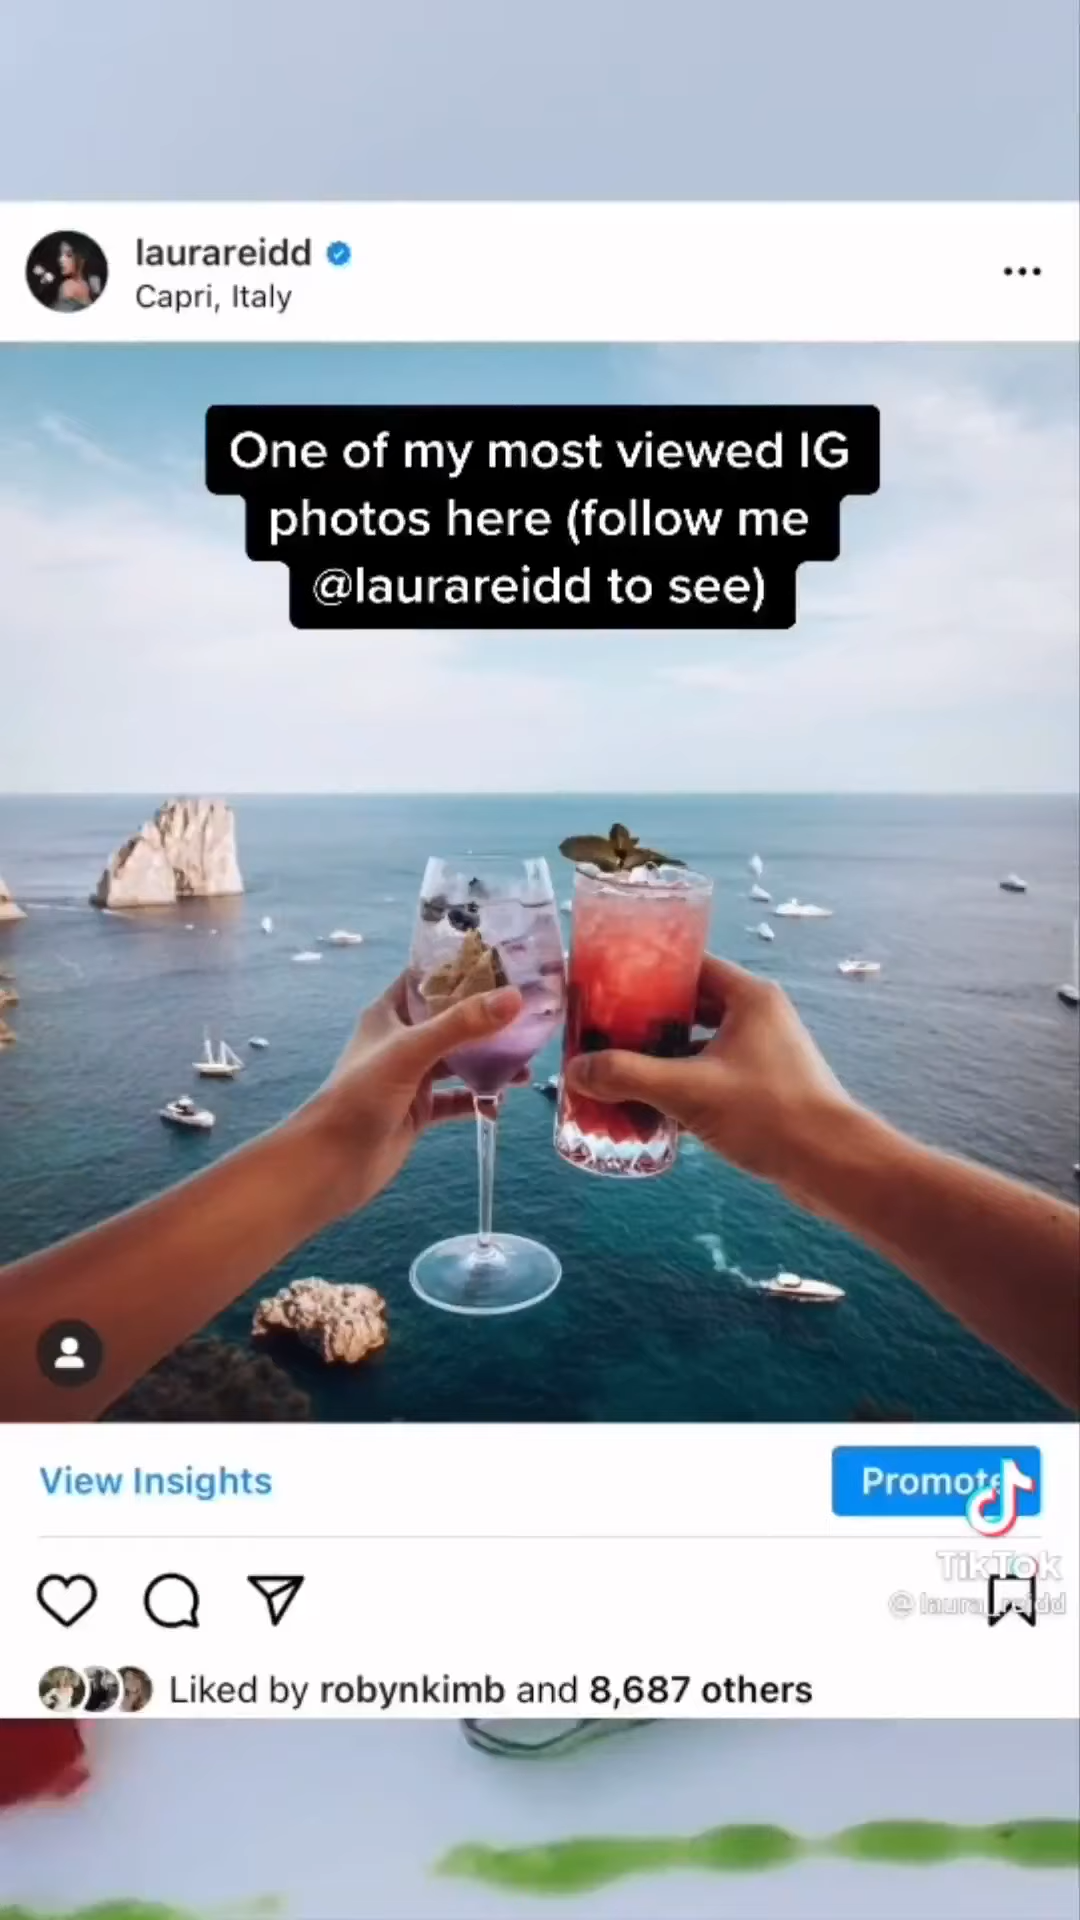 laurareidd
Capri, Italy
One of my most viewed IG
photos here (follow me
@laurareidd to see)
View Insights
Promote
TikTok
@laura_reidd
Liked by robynkimb and 8,687 others